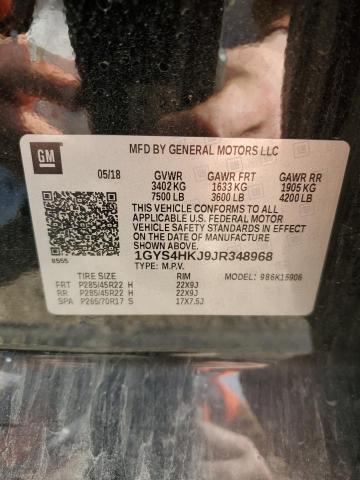 GM
MFD BY GENERAL MOTORS LLC
05/18 GVWR GAWR FRT GAWR RR
3402 KG 1633 KG 1905 KG
7500 LB 3600 LB 4200 LB
THIS VEHICLE CONFORMS TO ALL
APPLICABLE U.S. FEDERAL MOTOR
VEHICLE SAFETY STANDARDS IN EFFECT
ON THE DATE OF MANUFACTURE SHOWN ABOVE.
8555 1GYS4HKJ9JR348968
TYPE: M.P.V.
TIRE SIZE RIM MODEL: 986K15906
FRT P285/45R22 H 22X9J
RR P285/45R22 H 22X9J
SPA P265/70R17 S 17X7.5J